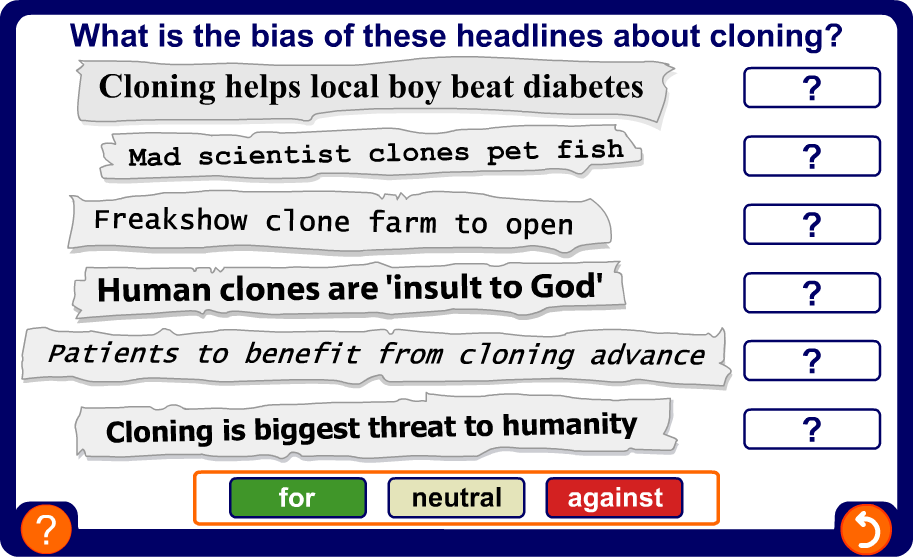 What is the bias of these headlines about cloning?
Cloning helps local boy beat diabetes
?
Mad scientist clones pet fish
?
Freakshow clone farm to open
?
Human clones are 'insult to God'
?
Patients to benefit from cloning advance
?
Cloning is biggest threat to humanity
?
for
neutral
against
?